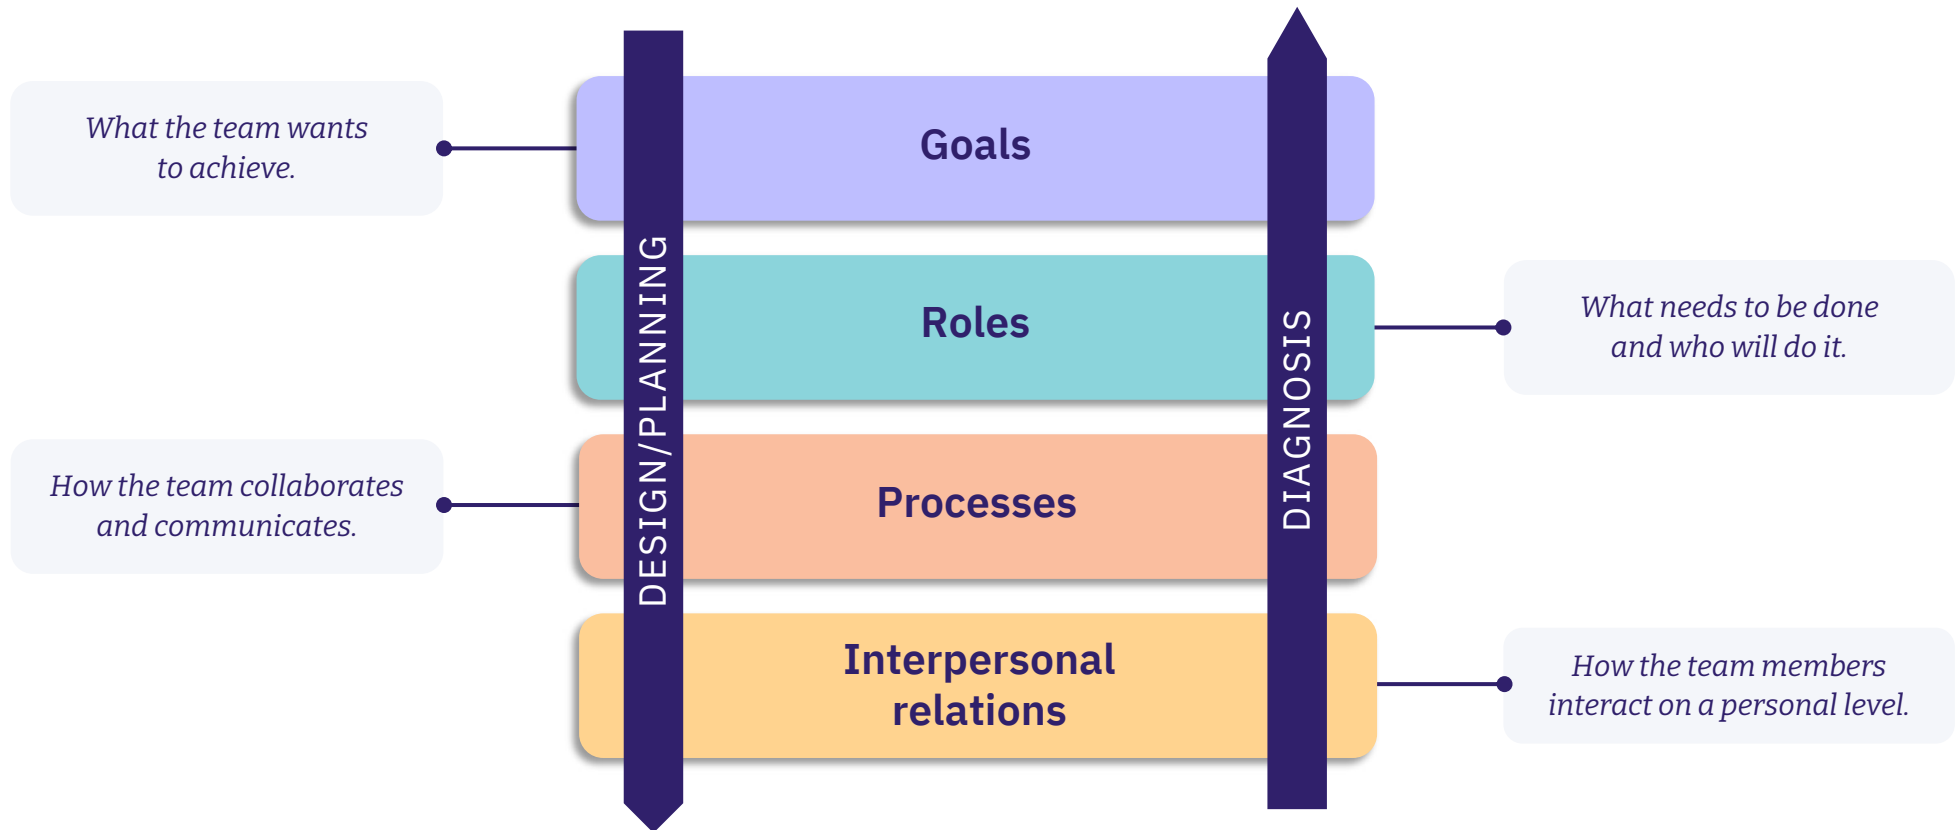 What the team wants
to achieve.
Goals
Roles
What needs to be done
and who will do it.
How the team collaborates
and communicates.
Processes
Interpersonal
relations
How the team members
interact on a personal level.
DESIGN/PLANNING
DIAGNOSIS